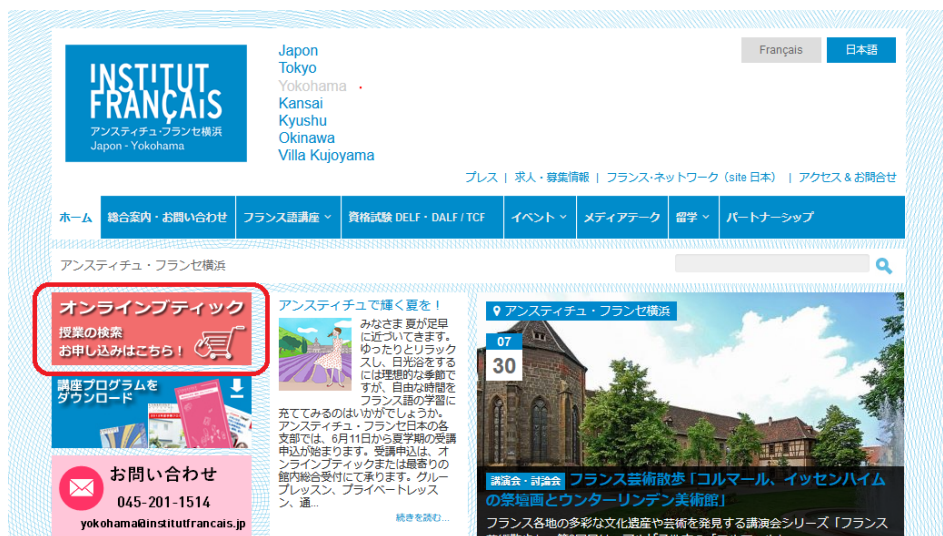 INSTITUT
FRANÇAIS
アンスティチュ・フランセ横浜
Japon - Yokohama
Japon
Tokyo
Yokohama
Kansai
Kyushu
Okinawa
Villa Kujoyama
Français
日本語
プレス | 求人・募集情報 | フランス・ネットワーク（site 日本） | アクセス & お問合せ
ホーム
総合案内・お問い合わせ
フランス語講座
資格試験 DELF・DALF / TCF
イベント
メディアテーク
留学
パートナーシップ
アンスティチュ・フランセ横浜
オンラインブティック
授業の検索
お申し込みはこちら！
講座プログラムを
ダウンロード
お問い合わせ
045-201-1514
yokohama@institutfrancais.jp
アンスティチュで輝く夏を！
みなさま 夏が足早
に近づいてきます。
ゆったりとリラック
スし、日光浴をする
には理想的な季節で
すが、自由な時間を
フランス語の学習に
充ててみるのはいかがでしょうか。
アンスティチュ・フランセ日本の各
支部では、6月11日から夏学期の受講
申込が始まります。受講申込は、オ
ンラインブティックまたは最寄りの
館内総合受付にて承ります。グルー
プレッスン、プライベートレッス
ン、通...
続きを読む...
アンスティチュ・フランセ横浜
07
30
講演会・討論会 フランス芸術散歩「コルマール、イッセンハイム
の祭壇画とウンターリンデン美術館」
フランス各地の多彩な文化遺産や芸術を発見する講演会シリーズ「フランス